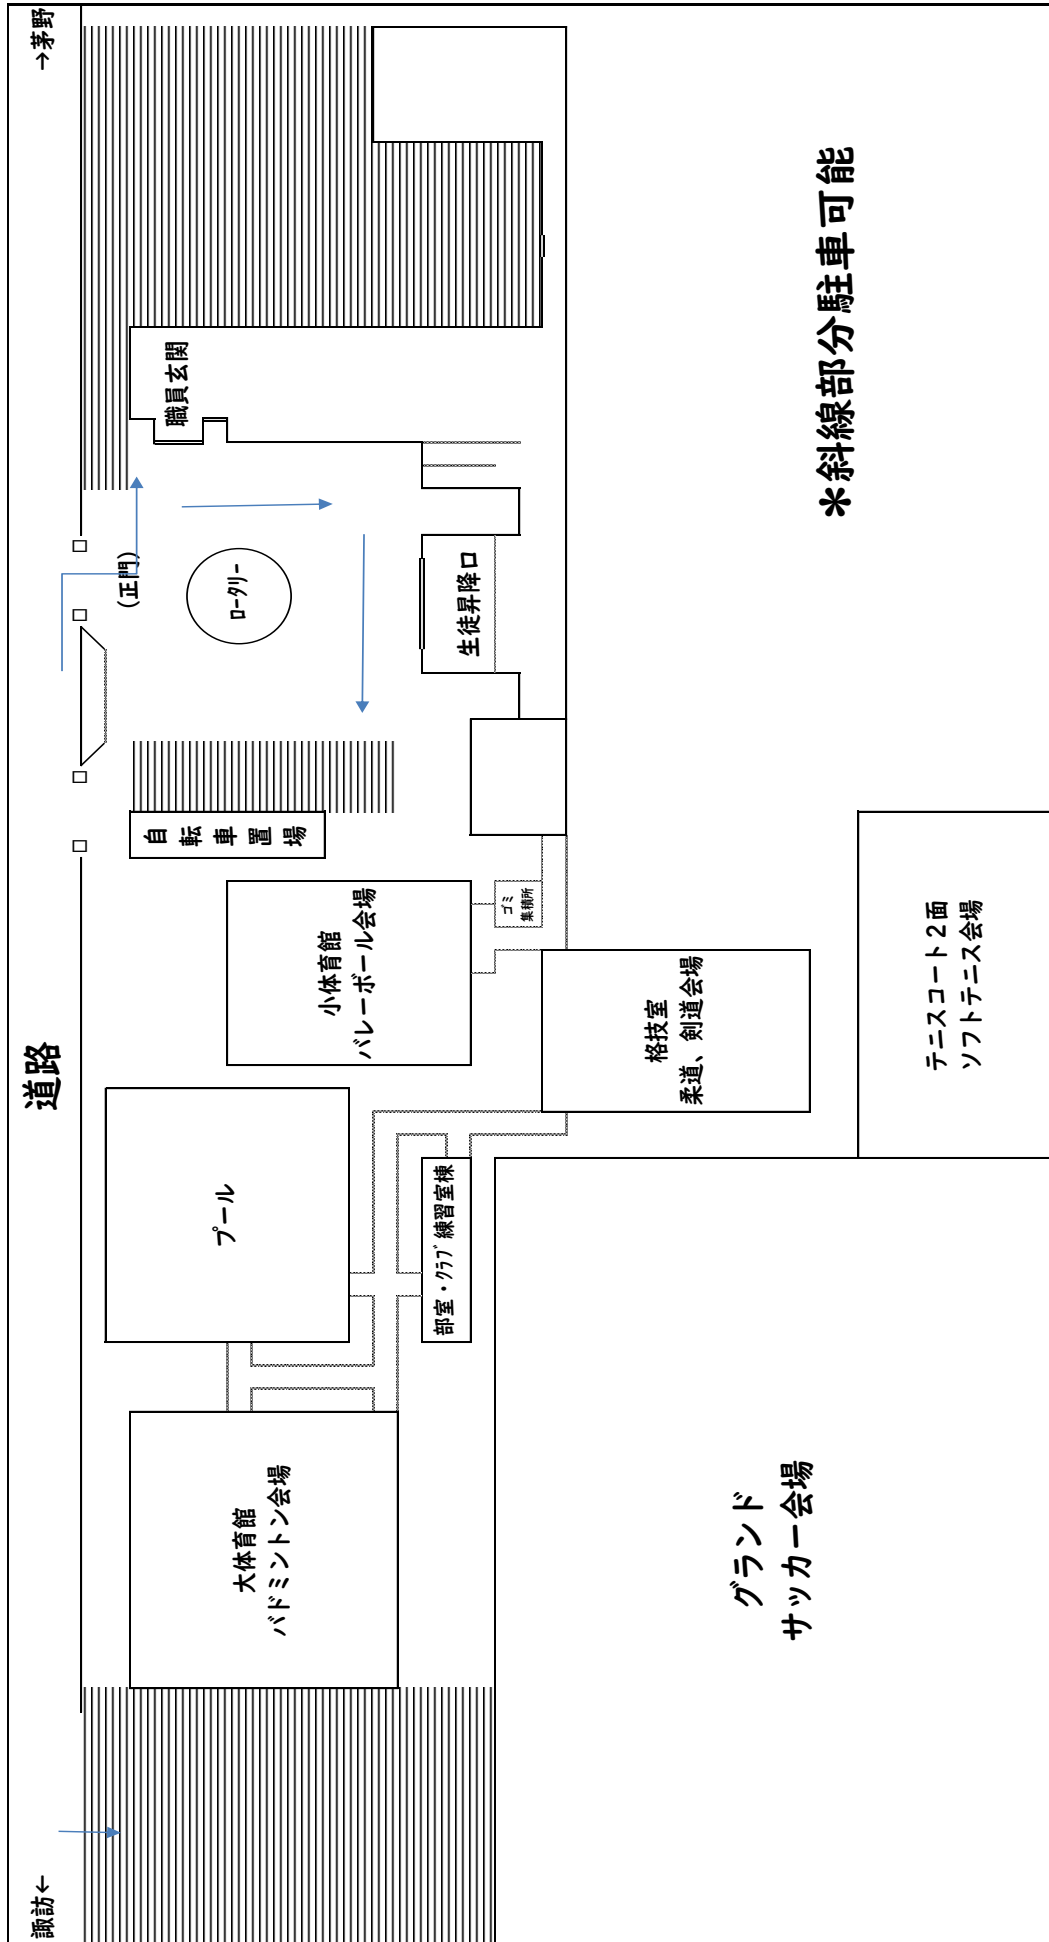 諏訪←
道路
→茅野
(正門)
職員玄関
ロータリー
生徒昇降口
自転車置場
小体育館
バレーボール会場
ゴミ
集積所
プール
部室・クラブ練習室棟
大体育館
バドミントン会場
格技室
柔道、剣道会場
グランド
サッカー会場
テニスコート2面
ソフトテニス会場
*斜線部分駐車可能